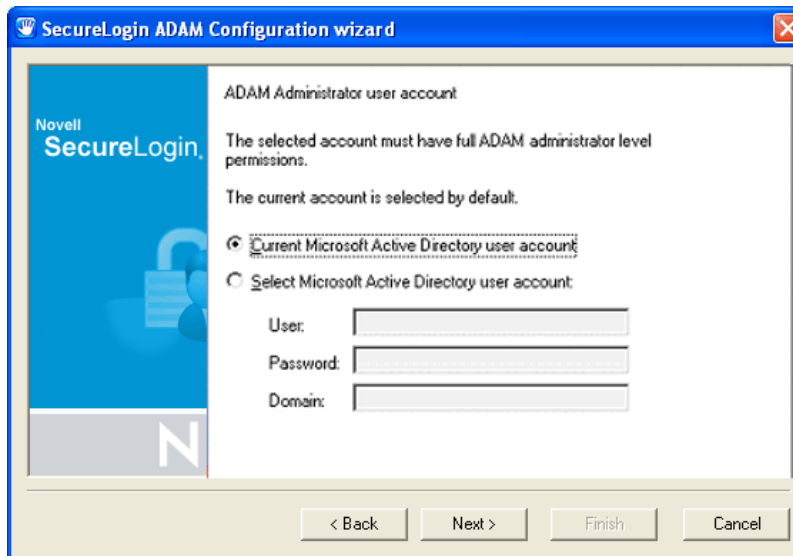 SecureLogin ADAM Configuration wizard
Novell
SecureLogin
ADAM Administrator user account
The selected account must have full ADAM administrator level
permissions.
The current account is selected by default.
Current Microsoft Active Directory user account
Select Microsoft Active Directory user account:
User:
Password:
Domain:
N
< Back
Next >
Finish
Cancel